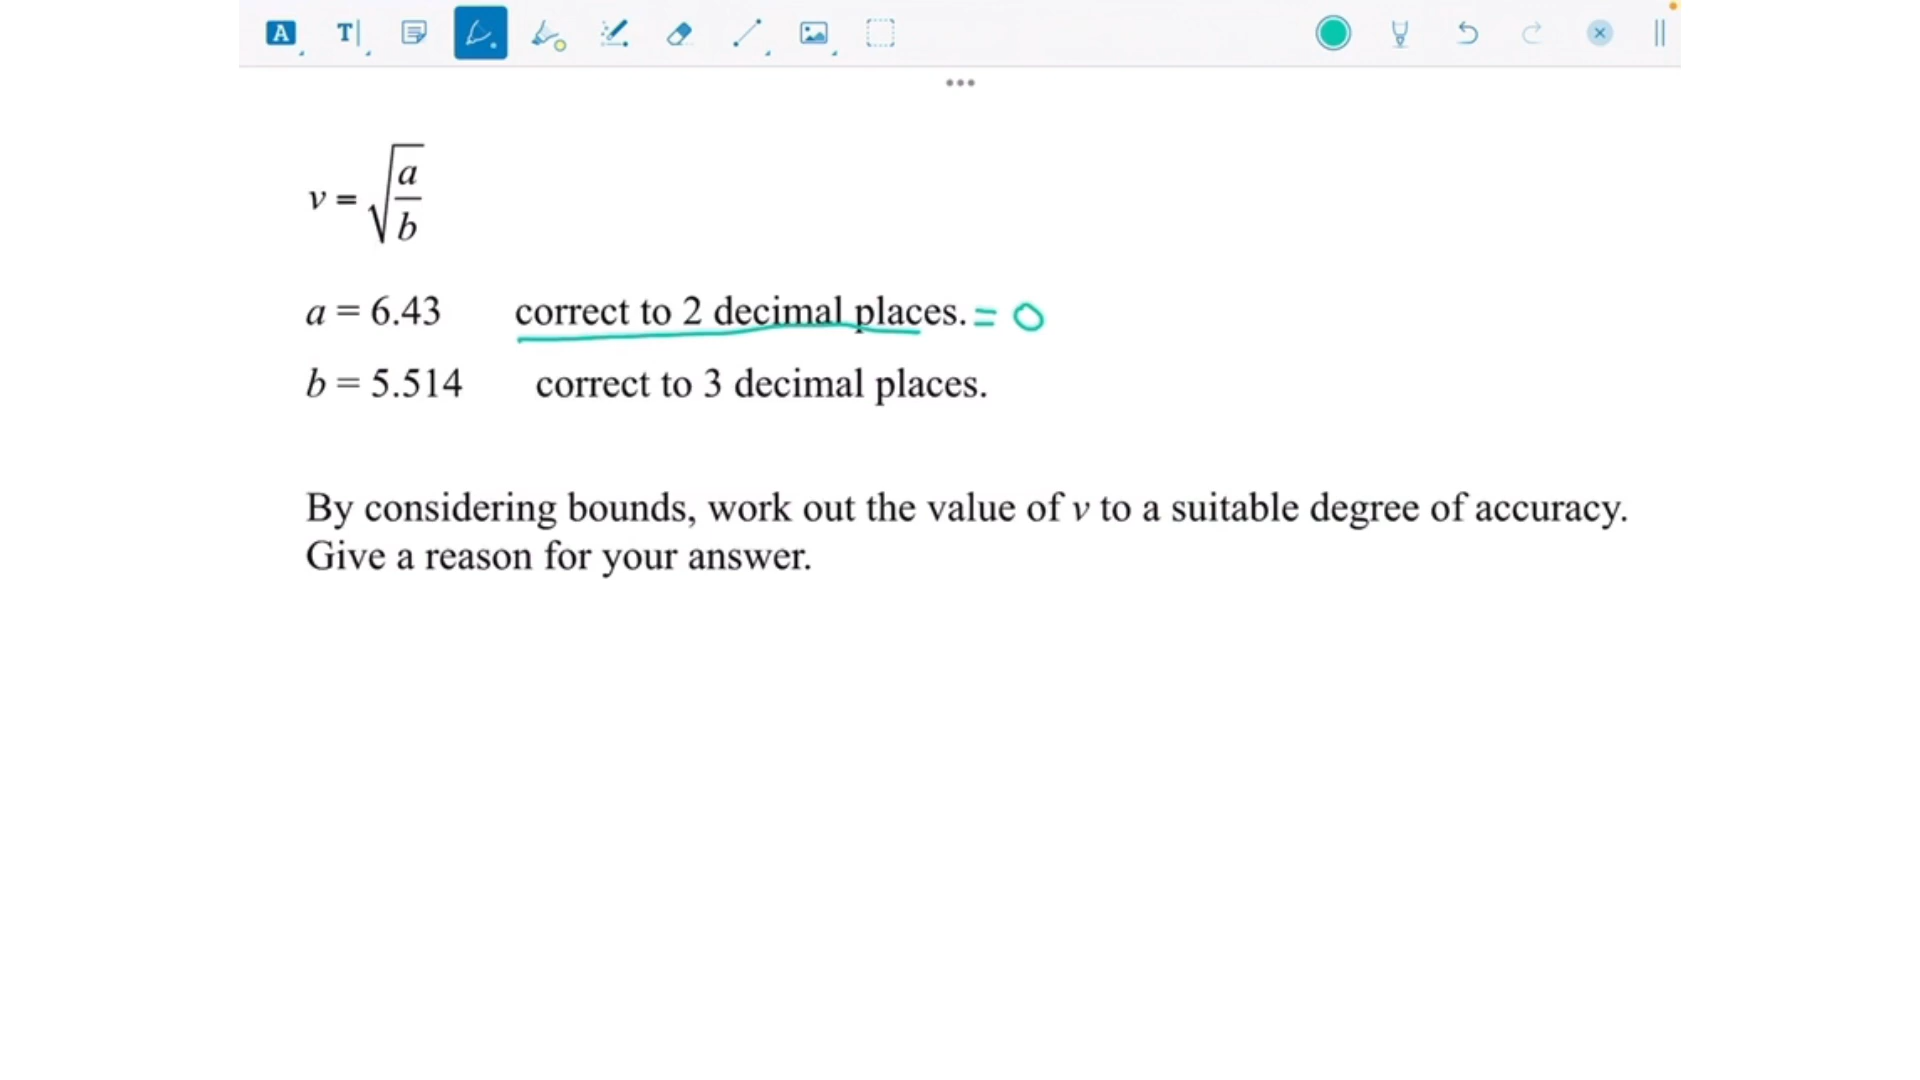 A T|
v = √(a/b)
a = 6.43 correct to 2 decimal places. = 0
b = 5.514 correct to 3 decimal places.
By considering bounds, work out the value of v to a suitable degree of accuracy.
Give a reason for your answer.